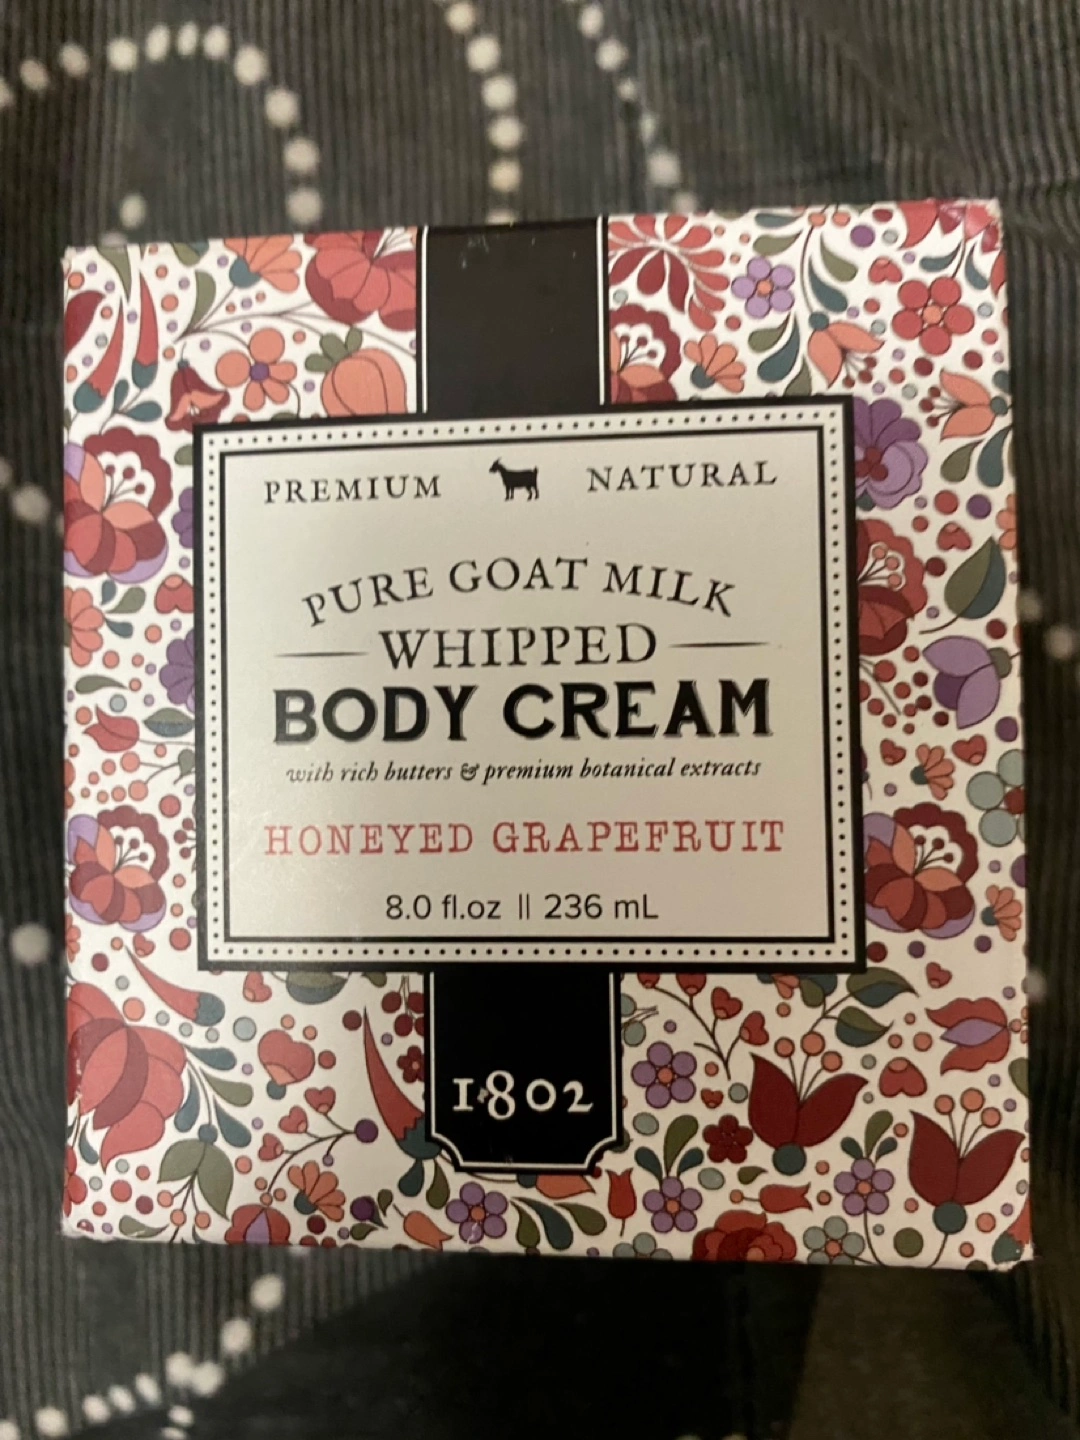 PREMIUM NATURAL
PURE GOAT MILK
WHIPPED
BODY CREAM
with rich butters & premium botanical extracts
HONEYED GRAPEFRUIT
8.0 fl.oz || 236 mL
1802